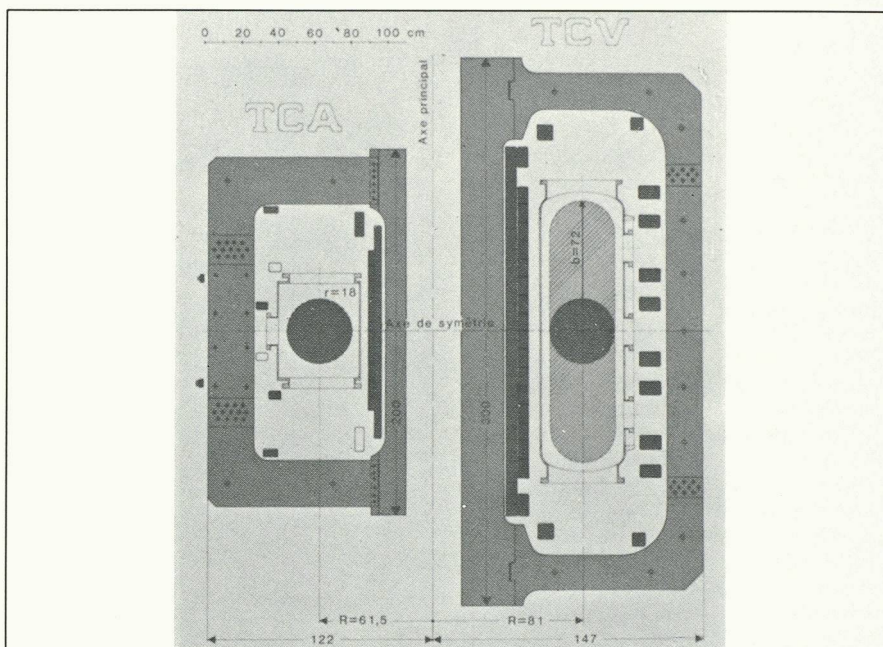 0 20 40 60 80 100 cm
TCV
Axe principal
TCA
b=72
r=18
Axe de symétrie
200
300
R=61,5
R=81
122
147